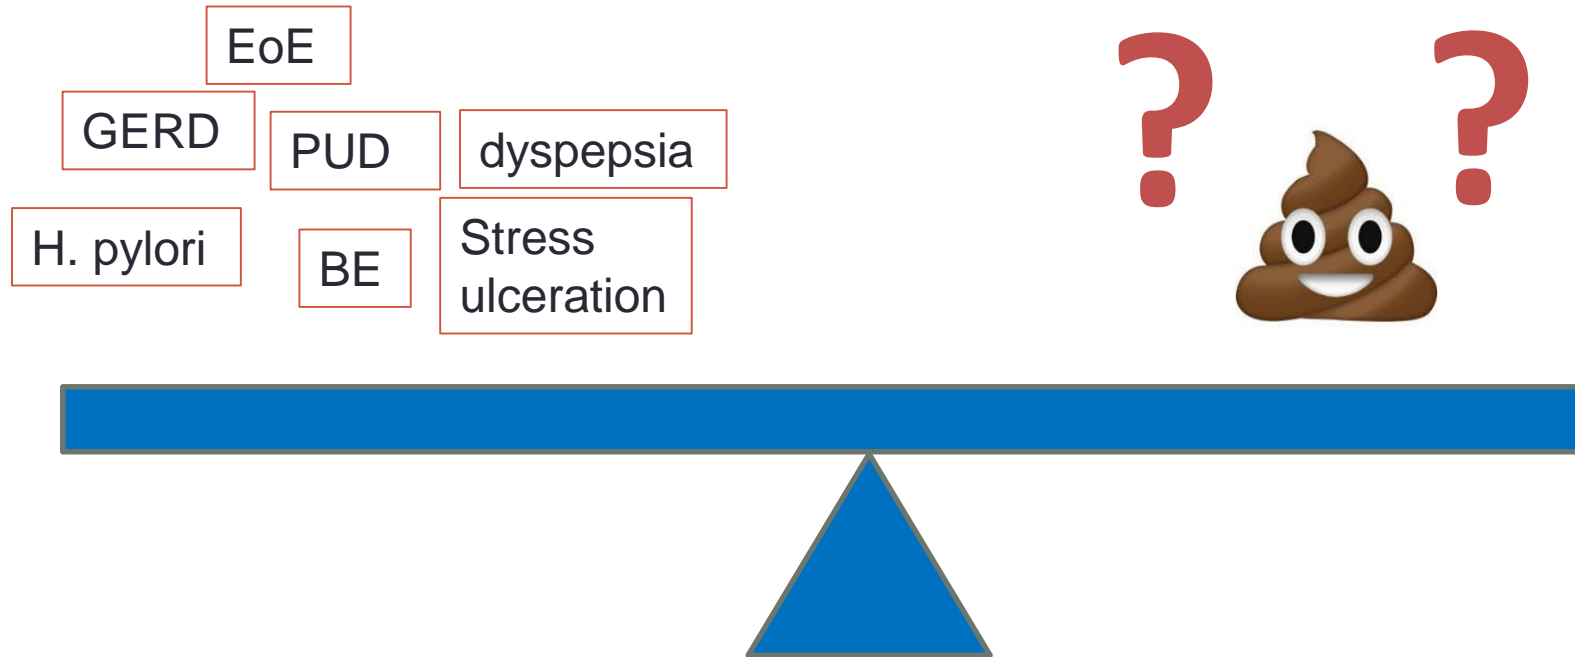 EoE
GERD
PUD
dyspepsia
H. pylori
BE
Stress
ulceration
? ?